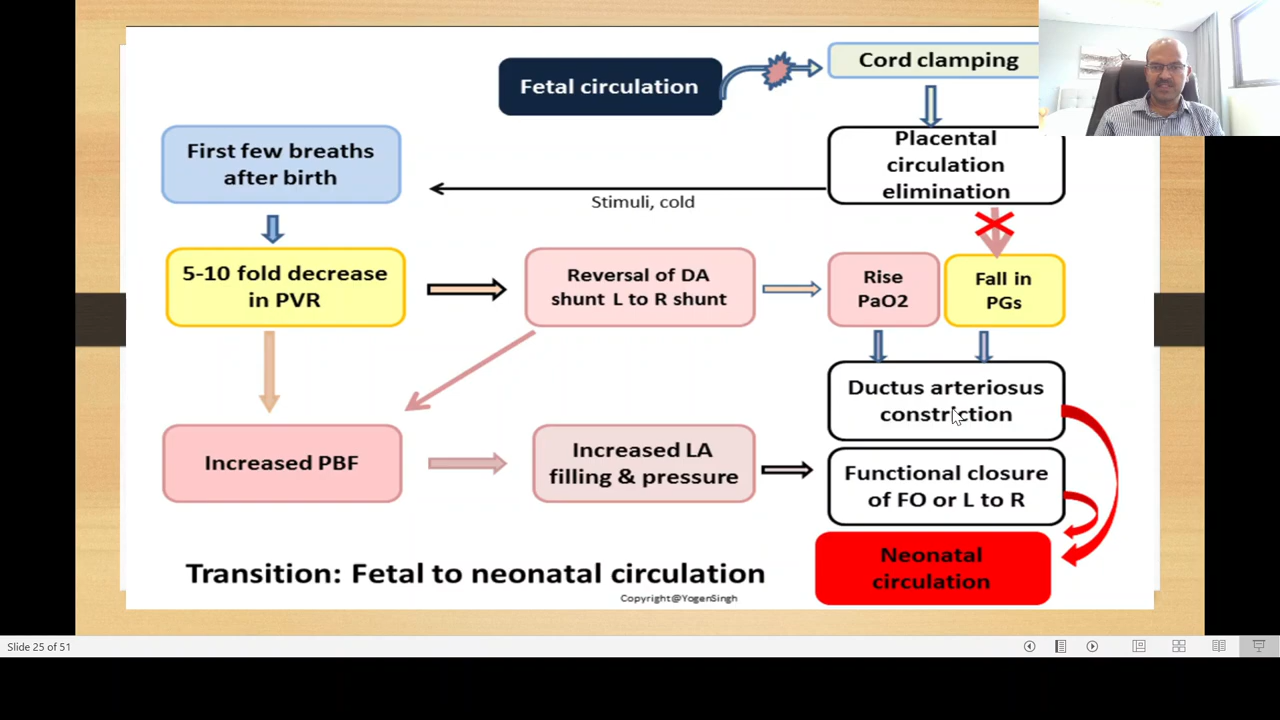 Fetal circulation
Cord clamping
First few breaths
after birth
Placental
circulation
elimination
Stimuli, cold
5-10 fold decrease
in PVR
Reversal of DA
shunt L to R shunt
Rise
PaO2
Fall in
PGs
Ductus arteriosus
constriction
Increased PBF
Increased LA
filling & pressure
Functional closure
of FO or L to R
Neonatal
circulation
Transition: Fetal to neonatal circulation
Copyright@YogenSingh
Slide 25 of 51